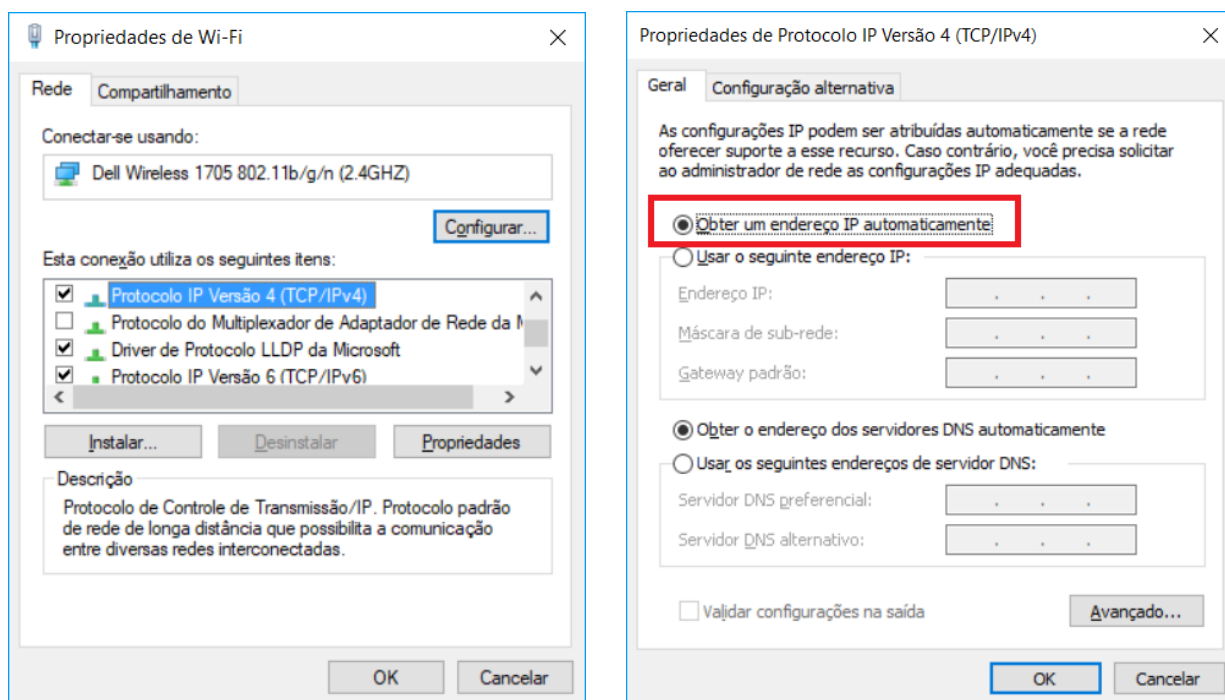 Propriedades de Wi-Fi
Rede
Compartilhamento
Conectar-se usando:
Dell Wireless 1705 802.11b/g/n (2.4GHZ)
Configurar...
Esta conexão utiliza os seguintes itens:
Protocolo IP Versão 4 (TCP/IPv4)
Protocolo do Multiplexador de Adaptador de Rede da
Driver de Protocolo LLDP da Microsoft
Protocolo IP Versão 6 (TCP/IPv6)
Instalar...
Desinstalar
Propriedades
Descrição
Protocolo de Controle de Transmissão/IP. Protocolo padrão
de rede de longa distância que possibilita a comunicação
entre diversas redes interconectadas.
OK
Cancelar
Propriedades de Protocolo IP Versão 4 (TCP/IPv4)
Geral
Configuração alternativa
As configurações IP podem ser atribuídas automaticamente se a rede
oferecer suporte a esse recurso. Caso contrário, você precisa solicitar
ao administrador de rede as configurações IP adequadas.
Obter um endereço IP automaticamente
Usar o seguinte endereço IP:
Endereço IP:
Máscara de sub-rede:
Gateway padrão:
Obter o endereço dos servidores DNS automaticamente
Usar os seguintes endereços de servidor DNS:
Servidor DNS preferencial:
Servidor DNS alternativo:
Validar configurações na saída
Avançado...
OK
Cancelar